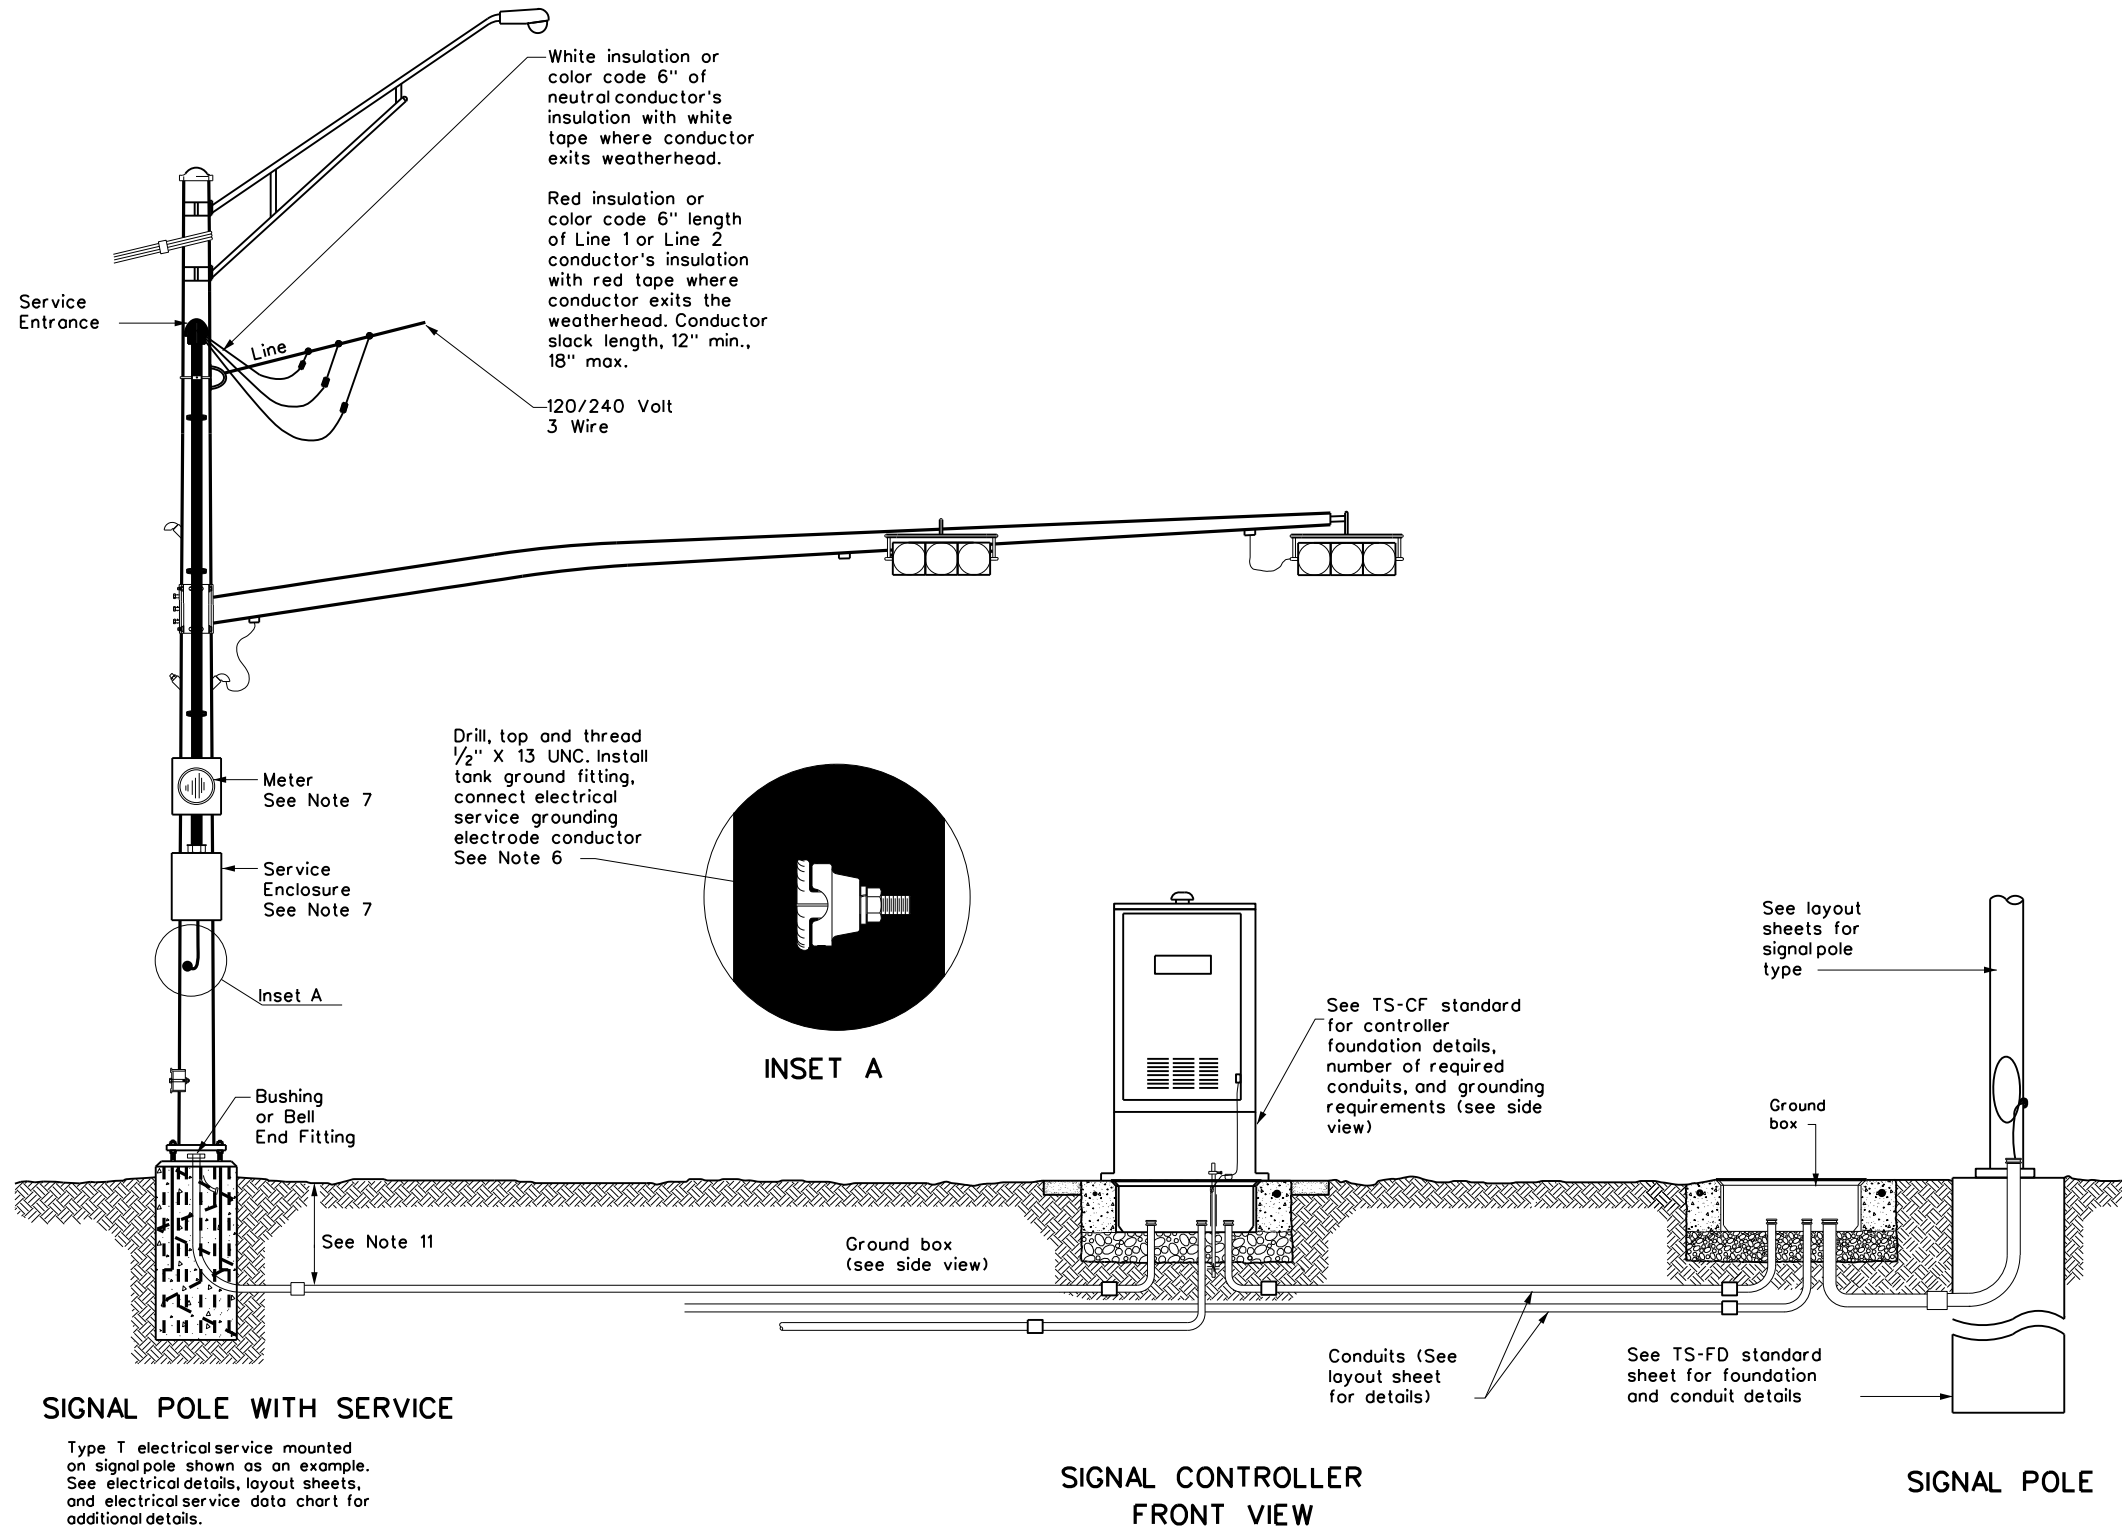 White insulation or
color code 6" of
neutral conductor's
insulation with white
tape where conductor
exits weatherhead.
Red insulation or
color code 6" length
of Line 1 or Line 2
conductor's insulation
with red tape where
conductor exits the
weatherhead. Conductor
slack length, 12" min.,
18" max.
Service
Entrance
Line
120/240 Volt
3 Wire
Drill, top and thread
1/2" X 13 UNC. Install
tank ground fitting,
connect electrical
service grounding
electrode conductor
See Note 6
Meter
See Note 7
Service
Enclosure
See Note 7
Inset A
INSET A
See layout
sheets for
signal pole
type
See TS-CF standard
for controller
foundation details,
number of required
conduits, and grounding
requirements (see side
view)
Bushing
or Bell
End Fitting
Ground
box
See Note 11
Ground box
(see side view)
Conduits (See
layout sheet
for details)
See TS-FD standard
sheet for foundation
and conduit details
SIGNAL POLE WITH SERVICE
Type T electrical service mounted
on signal pole shown as an example.
See electrical details, layout sheets,
and electrical service data chart for
additional details.
SIGNAL CONTROLLER
FRONT VIEW
SIGNAL POLE